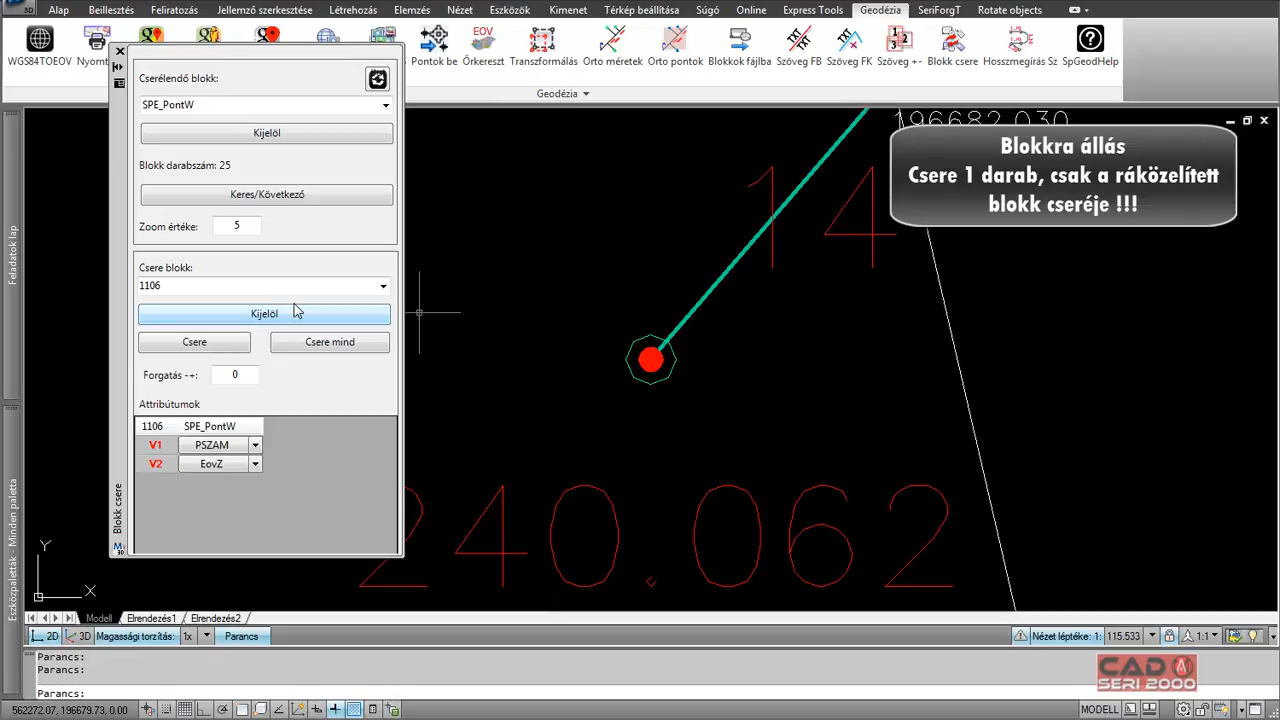 3D Alap Beillesztés Feliratozás Jellemző szerkesztése Létrehozás Elemzés Nézet Eszközök Kimenet Térkép beállítása Súgó Online Express Tools Geodézia SeriForgT Rotate objects
WGS84TOEOV Nyomt Pontok be Őrkereszt Transzformálás Orto méretek Orto pontok Blokkok fájlba Szöveg FB Szöveg FK Szöveg +- Blokk csere Hosszmegírás Sz SpGeodHelp
Geodézia
Cserélendő blokk:
SPE_PontW
Kijelöl
Blokk darabszám: 25
Keres/Következő
Zoom értéke: 5
Csere blokk:
1106
Kijelöl
Csere Csere mind
Forgatás -+: 0
Attribútumok
1106 SPE_PontW
V1 PSZAM
V2 EovZ
Blokk csere
Feladatok lap
Eszközpaletták - Minden paletta
196682.030
Blokkra állás
Csere 1 darab, csak a ráközelített
blokk cseréje !!!
14
240.062
Y
X
Modell Elrendezés1 Elrendezés2
2D 3D Magassági torzítás: 1x Parancs Nézet léptéke: 1: 115.533 1:1
Parancs:
Parancs:
Parancs:
CAD
SERI 2000
562272.07, 196679.73, 0.00 MODELL